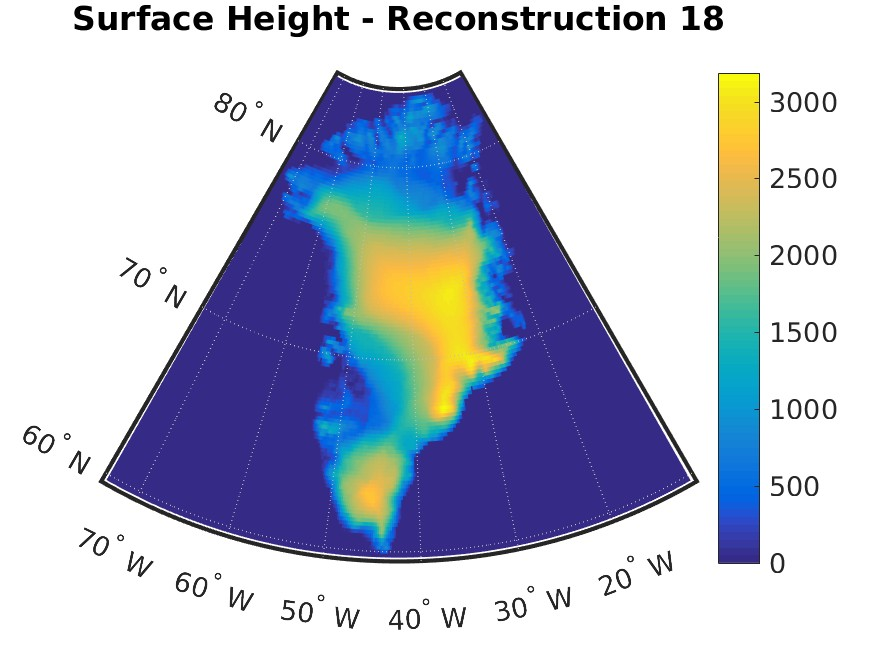 Surface Height - Reconstruction 18
80° N
70° N
60° N
70° W
60° W
50° W
40° W
30° W
20° W
3000
2500
2000
1500
1000
500
0